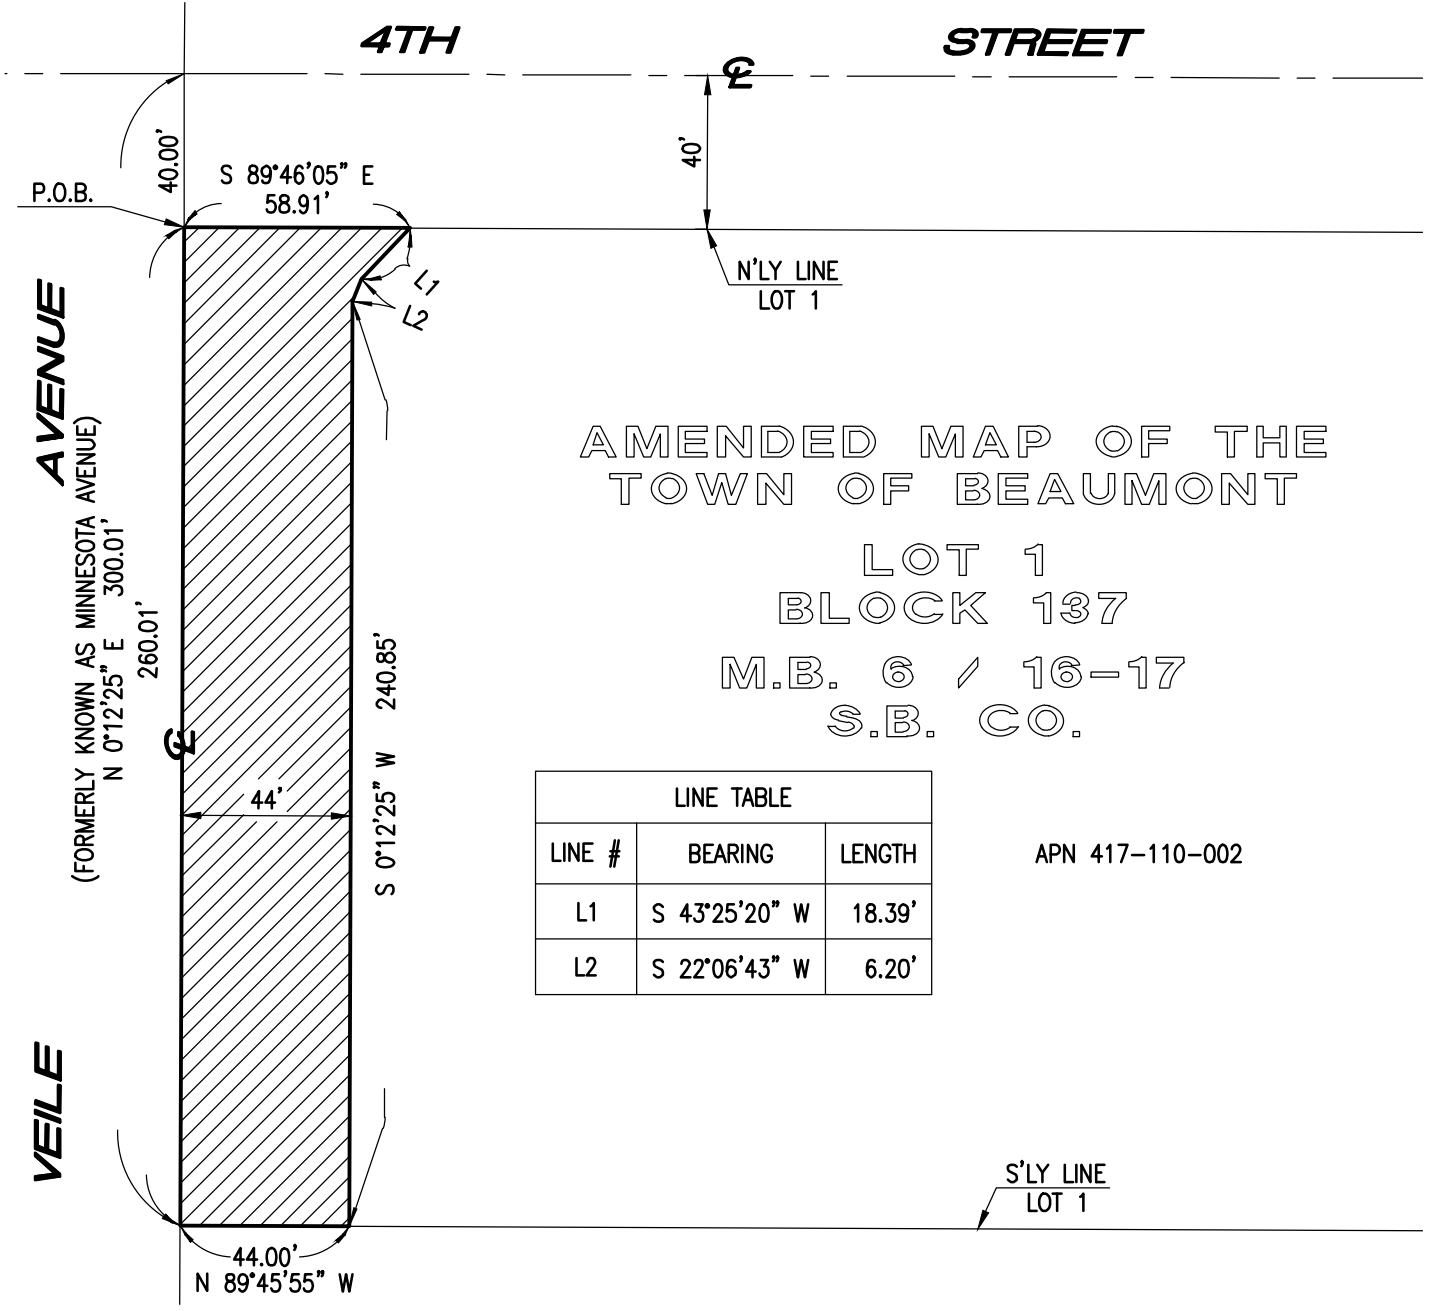 4TH STREET
℄
40.00'
40'
P.O.B.
S 89°46'05" E
58.91'
N'LY LINE
LOT 1
L1
L2
VEILE AVENUE
(FORMERLY KNOWN AS MINNESOTA AVENUE)
N 0°12'25" E 300.01'
260.01'
℄
44'
S 0°12'25" W 240.85'
AMENDED MAP OF THE
TOWN OF BEAUMONT
LOT 1
BLOCK 137
M.B. 6 / 16-17
S.B. CO.
LINE TABLE
LINE # BEARING LENGTH
L1 S 43°25'20" W 18.39'
L2 S 22°06'43" W 6.20'
APN 417-110-002
S'LY LINE
LOT 1
44.00'
N 89°45'55" W